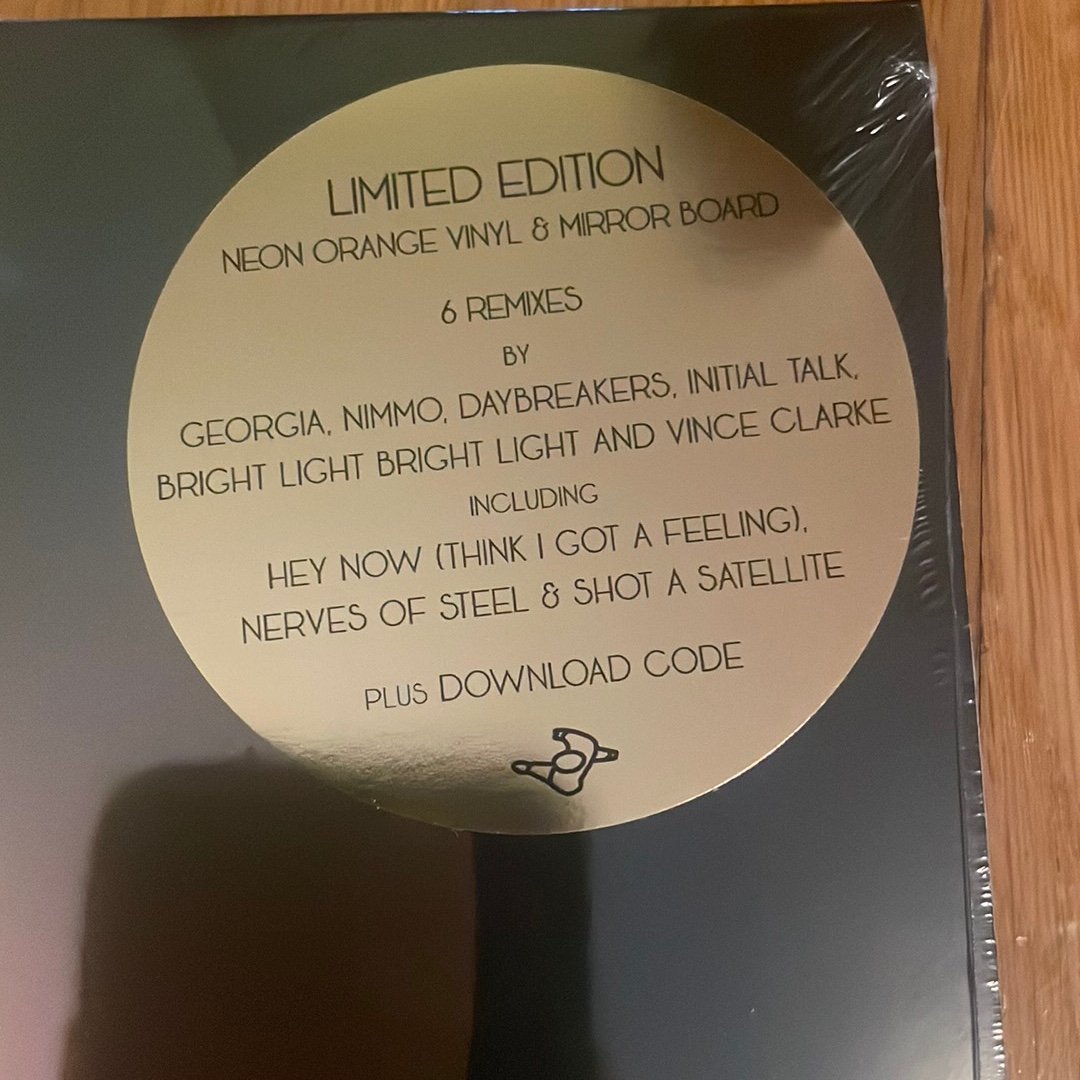 LIMITED EDITION
NEON ORANGE VINYL & MIRROR BOARD
6 REMIXES
BY
GEORGIA, NIMMO, DAYBREAKERS, INITIAL TALK,
BRIGHT LIGHT BRIGHT LIGHT AND VINCE CLARKE
INCLUDING
HEY NOW (THINK I GOT A FEELING),
NERVES OF STEEL & SHOT A SATELLITE
PLUS DOWNLOAD CODE